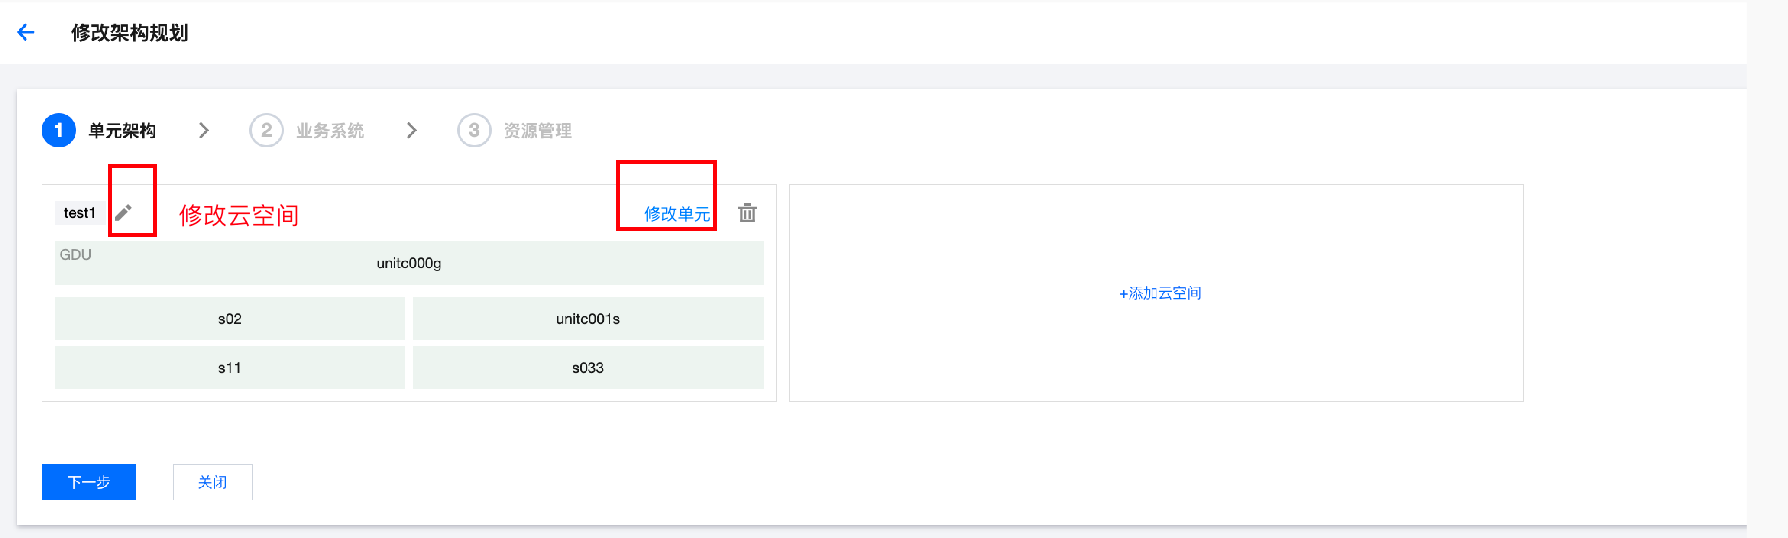 修改架构规划
1 单元架构 2 业务系统 3 资源管理
test1 修改云空间 修改单元
GDU
unitc000g
s02 unitc001s
s11 s033
+添加云空间
下一步 关闭